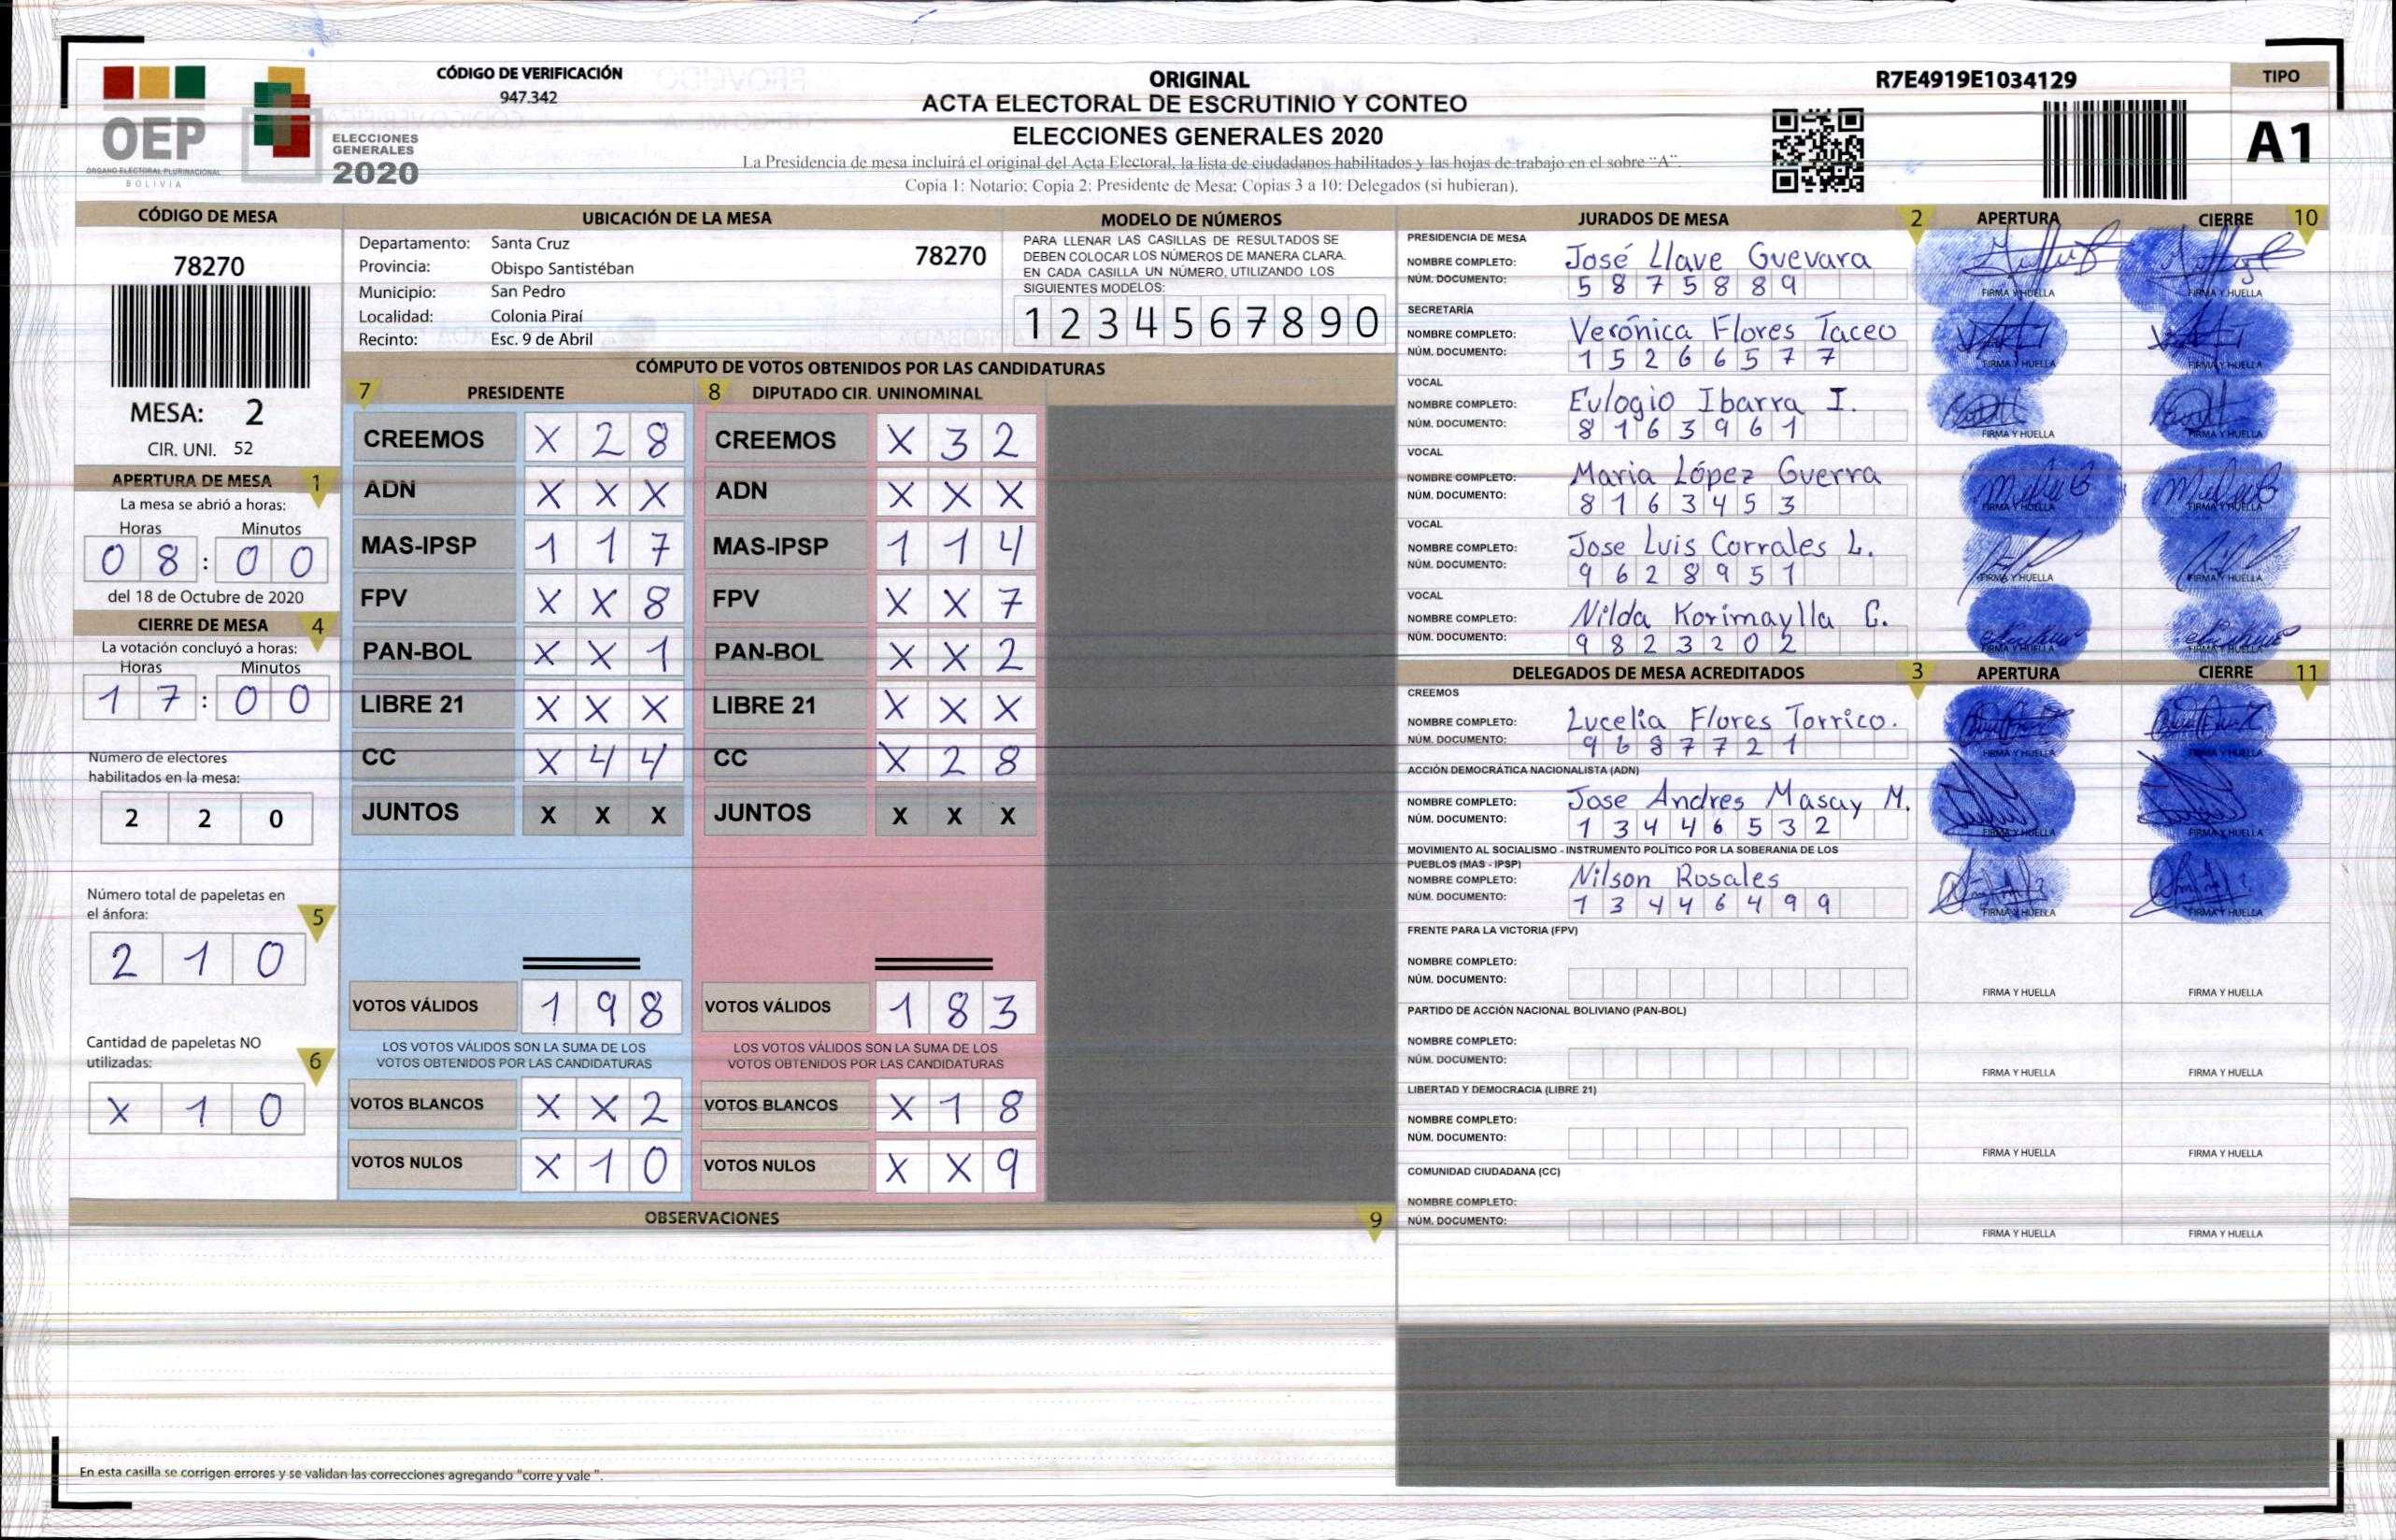 CÓDIGO DE VERIFICACIÓN
947.342
OEP
ÓRGANO ELECTORAL PLURINACIONAL
BOLIVIA
ELECCIONES
GENERALES
2020
ORIGINAL
ACTA ELECTORAL DE ESCRUTINIO Y CONTEO
ELECCIONES GENERALES 2020
La Presidencia de mesa incluirá el original del Acta Electoral, la lista de ciudadanos habilitados y las hojas de trabajo en el sobre "A".
Copia 1: Notario; Copia 2: Presidente de Mesa; Copias 3 a 10: Delegados (si hubieran).
R7E4919E1034129
TIPO
A1
CÓDIGO DE MESA
78270
MESA: 2
CIR. UNI. 52
APERTURA DE MESA 1
La mesa se abrió a horas:
Horas Minutos
0 8 : 0 0
del 18 de Octubre de 2020
CIERRE DE MESA 4
La votación concluyó a horas:
Horas Minutos
1 7 : 0 0
Número de electores
habilitados en la mesa:
2 2 0
Número total de papeletas en
el ánfora: 5
2 1 0
Cantidad de papeletas NO
utilizadas: 6
X 1 0
UBICACIÓN DE LA MESA
Departamento: Santa Cruz 78270
Provincia: Obispo Santistéban
Municipio: San Pedro
Localidad: Colonia Piraí
Recinto: Esc. 9 de Abril
MODELO DE NÚMEROS
PARA LLENAR LAS CASILLAS DE RESULTADOS SE
DEBEN COLOCAR LOS NÚMEROS DE MANERA CLARA.
EN CADA CASILLA UN NÚMERO, UTILIZANDO LOS
SIGUIENTES MODELOS:
1 2 3 4 5 6 7 8 9 0
CÓMPUTO DE VOTOS OBTENIDOS POR LAS CANDIDATURAS
7 PRESIDENTE 8 DIPUTADO CIR. UNINOMINAL
CREEMOS X 2 8 CREEMOS X 3 2
ADN X X X ADN X X X
MAS-IPSP 1 1 7 MAS-IPSP 1 1 4
FPV X X 8 FPV X X 7
PAN-BOL X X 1 PAN-BOL X X 2
LIBRE 21 X X X LIBRE 21 X X X
CC X 4 4 CC X 2 8
JUNTOS X X X JUNTOS X X X
VOTOS VÁLIDOS 1 9 8 VOTOS VÁLIDOS 1 8 3
LOS VOTOS VÁLIDOS SON LA SUMA DE LOS LOS VOTOS VÁLIDOS SON LA SUMA DE LOS
VOTOS OBTENIDOS POR LAS CANDIDATURAS VOTOS OBTENIDOS POR LAS CANDIDATURAS
VOTOS BLANCOS X X 2 VOTOS BLANCOS X 1 8
VOTOS NULOS X 1 0 VOTOS NULOS X X 9
OBSERVACIONES 9
En esta casilla se corrigen errores y se validan las correcciones agregando "corre y vale ".
JURADOS DE MESA 2 APERTURA CIERRE 10
PRESIDENCIA DE MESA
NOMBRE COMPLETO: José Llave Guevara
NÚM. DOCUMENTO: 5 8 7 5 8 8 9 FIRMA Y HUELLA FIRMA Y HUELLA
SECRETARÍA
NOMBRE COMPLETO: Verónica Flores Taceo
NÚM. DOCUMENTO: 1 5 2 6 6 5 7 7 FIRMA Y HUELLA FIRMA Y HUELLA
VOCAL
NOMBRE COMPLETO: Eulogio Ibarra I.
NÚM. DOCUMENTO: 8 1 6 3 9 6 1 FIRMA Y HUELLA FIRMA Y HUELLA
VOCAL
NOMBRE COMPLETO: Maria López Guerra
NÚM. DOCUMENTO: 8 1 6 3 4 5 3 FIRMA Y HUELLA FIRMA Y HUELLA
VOCAL
NOMBRE COMPLETO: Jose Luis Corrales L.
NÚM. DOCUMENTO: 9 6 2 8 9 5 1 FIRMA Y HUELLA FIRMA Y HUELLA
VOCAL
NOMBRE COMPLETO: Nilda Korimaylla C.
NÚM. DOCUMENTO: 9 8 2 3 2 0 2 FIRMA Y HUELLA FIRMA Y HUELLA
DELEGADOS DE MESA ACREDITADOS 3 APERTURA CIERRE 11
CREEMOS
NOMBRE COMPLETO: Lucelia Flores Torrico.
NÚM. DOCUMENTO: 9 6 8 7 7 2 1 FIRMA Y HUELLA FIRMA Y HUELLA
ACCIÓN DEMOCRÁTICA NACIONALISTA (ADN)
NOMBRE COMPLETO: Jose Andres Masay M.
NÚM. DOCUMENTO: 1 3 4 4 6 5 3 2 FIRMA Y HUELLA FIRMA Y HUELLA
MOVIMIENTO AL SOCIALISMO - INSTRUMENTO POLÍTICO POR LA SOBERANIA DE LOS
PUEBLOS (MAS - IPSP)
NOMBRE COMPLETO: Nilson Rosales
NÚM. DOCUMENTO: 1 3 4 4 6 4 9 9 FIRMA Y HUELLA FIRMA Y HUELLA
FRENTE PARA LA VICTORIA (FPV)
NOMBRE COMPLETO:
NÚM. DOCUMENTO: FIRMA Y HUELLA FIRMA Y HUELLA
PARTIDO DE ACCIÓN NACIONAL BOLIVIANO (PAN-BOL)
NOMBRE COMPLETO:
NÚM. DOCUMENTO: FIRMA Y HUELLA FIRMA Y HUELLA
LIBERTAD Y DEMOCRACIA (LIBRE 21)
NOMBRE COMPLETO:
NÚM. DOCUMENTO: FIRMA Y HUELLA FIRMA Y HUELLA
COMUNIDAD CIUDADANA (CC)
NOMBRE COMPLETO:
NÚM. DOCUMENTO: FIRMA Y HUELLA FIRMA Y HUELLA